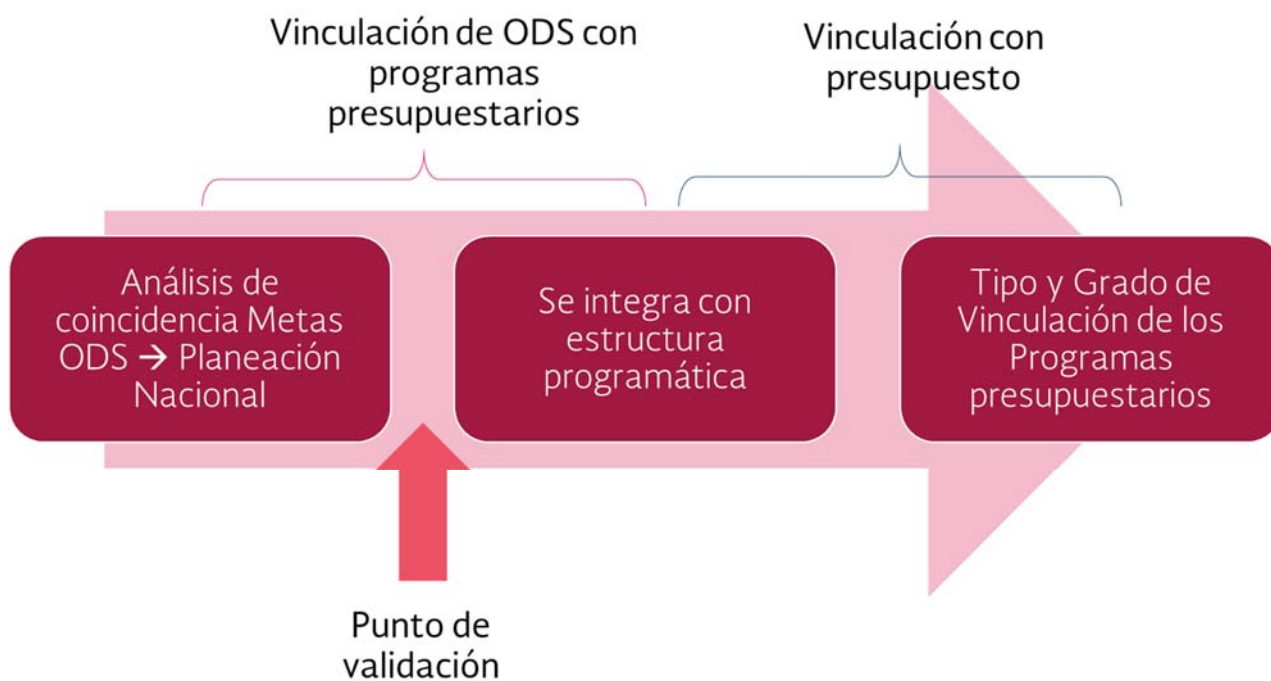 Vinculación de ODS con
programas
presupuestarios
Vinculación con
presupuesto
Análisis de
coincidencia Metas
ODS → Planeación
Nacional
Se integra con
estructura
programática
Tipo y Grado de
Vinculación de los
Programas
presupuestarios
Punto de
validación